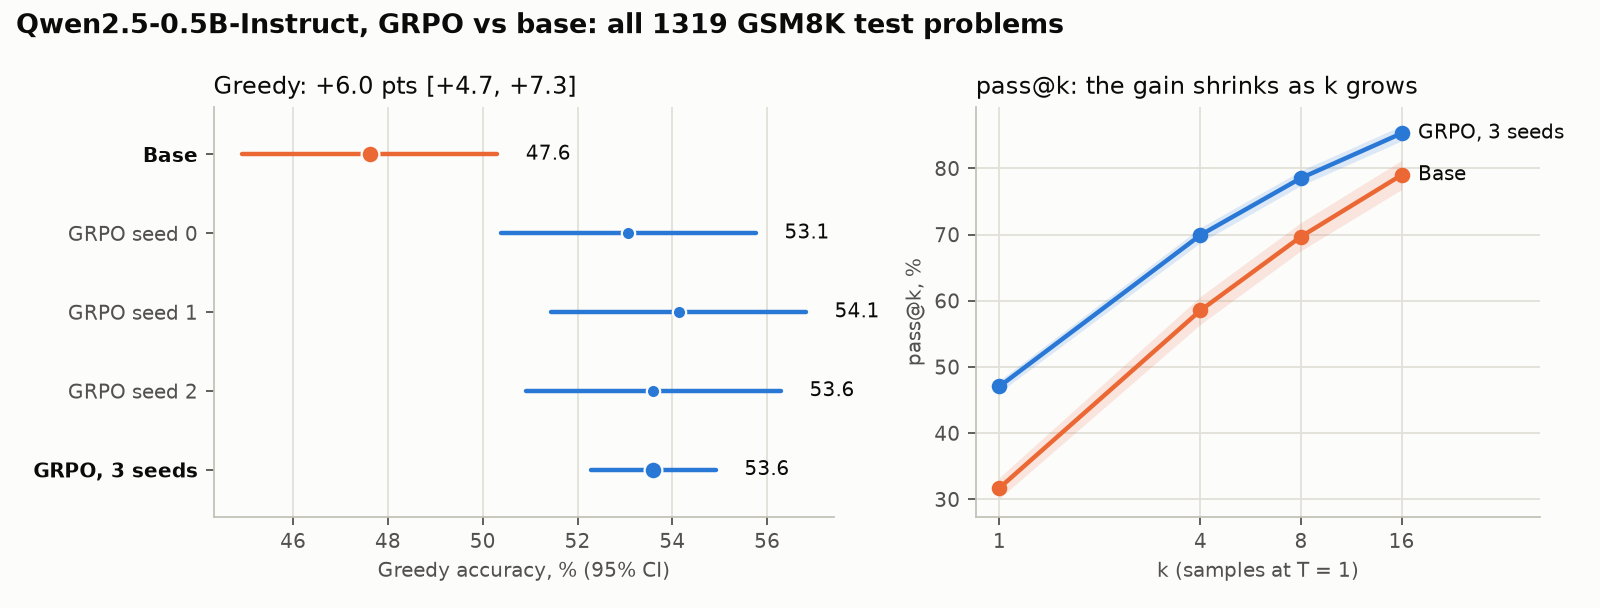 Qwen2.5-0.5B-Instruct, GRPO vs base: all 1319 GSM8K test problems
Greedy: +6.0 pts [+4.7, +7.3]
Base
47.6
GRPO seed 0
53.1
GRPO seed 1
54.1
GRPO seed 2
53.6
GRPO, 3 seeds
53.6
46 48 50 52 54 56
Greedy accuracy, % (95% CI)
pass@k: the gain shrinks as k grows
GRPO, 3 seeds
Base
pass@k, %
80
70
60
50
40
30
1 4 8 16
k (samples at T = 1)